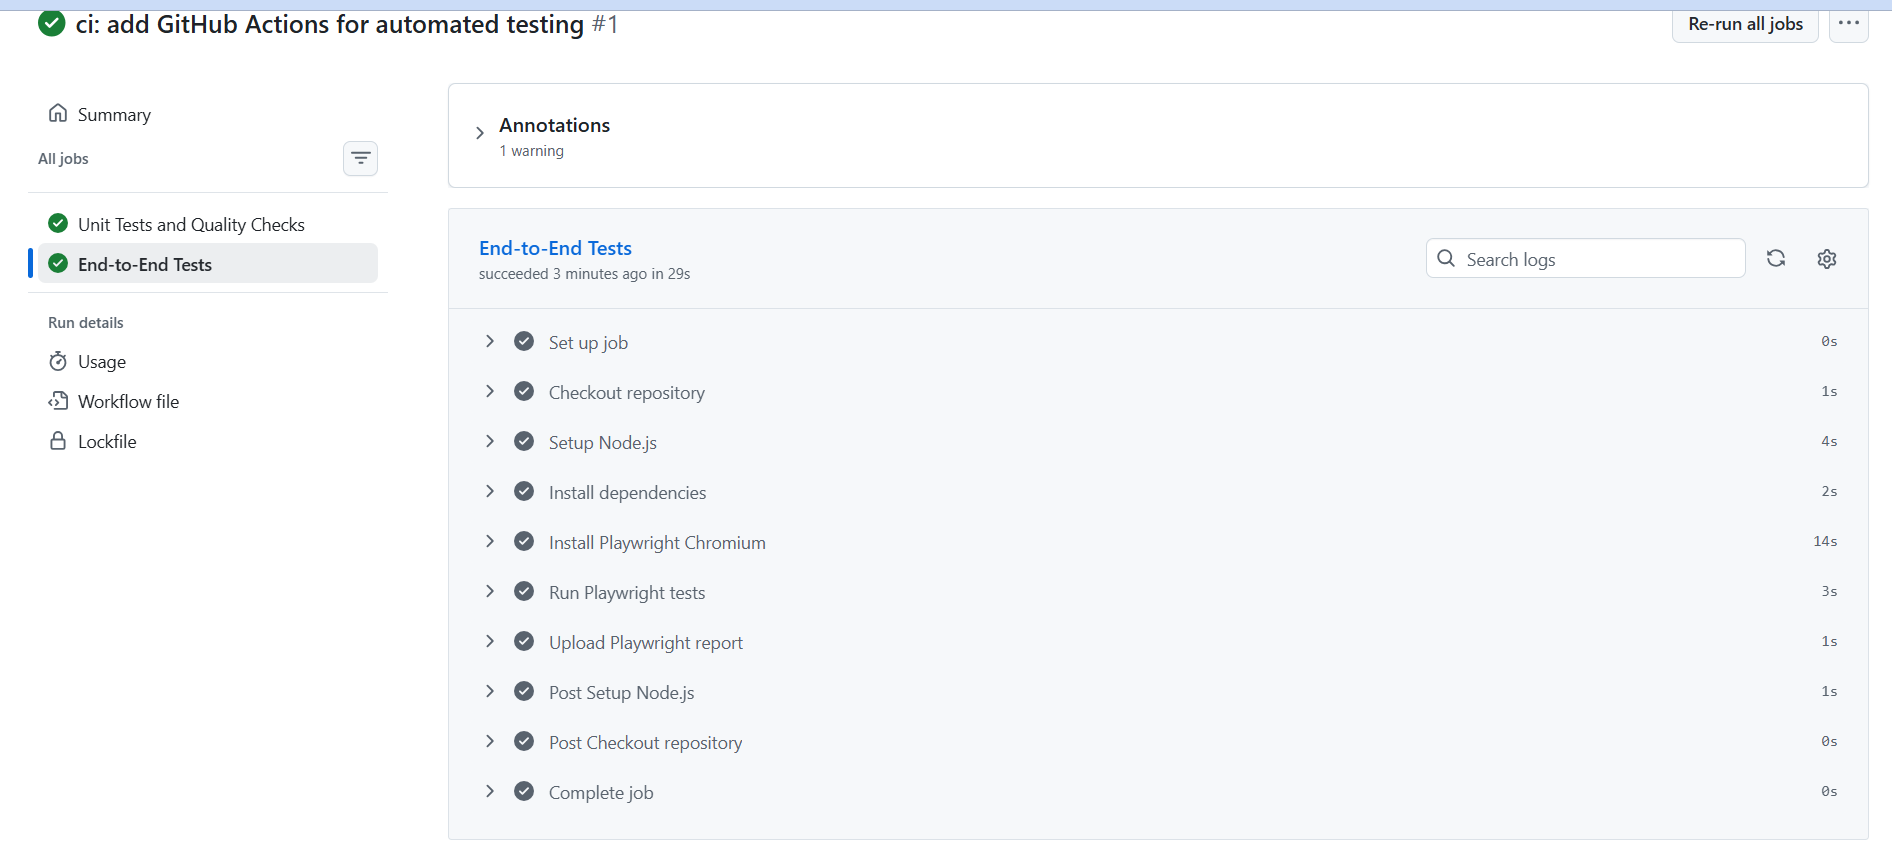 ci: add GitHub Actions for automated testing #1
Re-run all jobs
Summary
All jobs
Unit Tests and Quality Checks
End-to-End Tests
Run details
Usage
Workflow file
Lockfile
Annotations
1 warning
End-to-End Tests
succeeded 3 minutes ago in 29s
Search logs
Set up job 0s
Checkout repository 1s
Setup Node.js 4s
Install dependencies 2s
Install Playwright Chromium 14s
Run Playwright tests 3s
Upload Playwright report 1s
Post Setup Node.js 1s
Post Checkout repository 0s
Complete job 0s